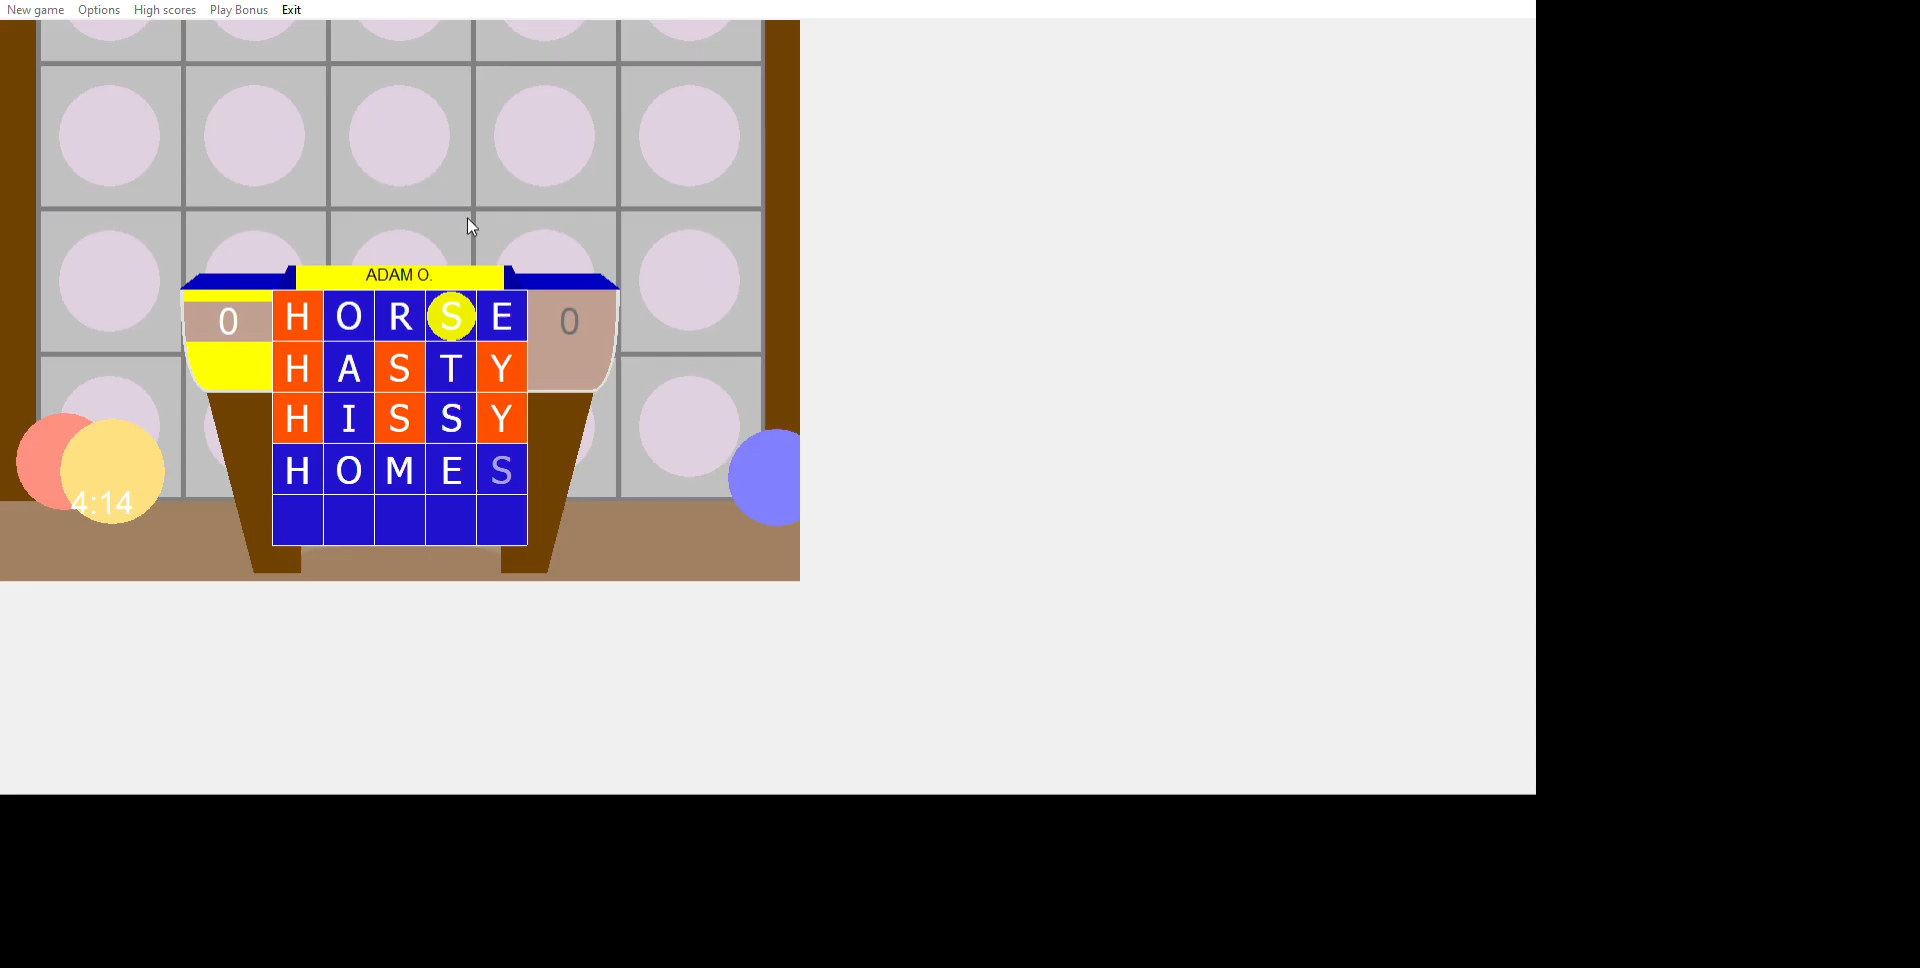 New game Options High scores Play Bonus Exit
ADAM O.
0 HORSE 0
HASTY
HISSY
HOMES
4:14